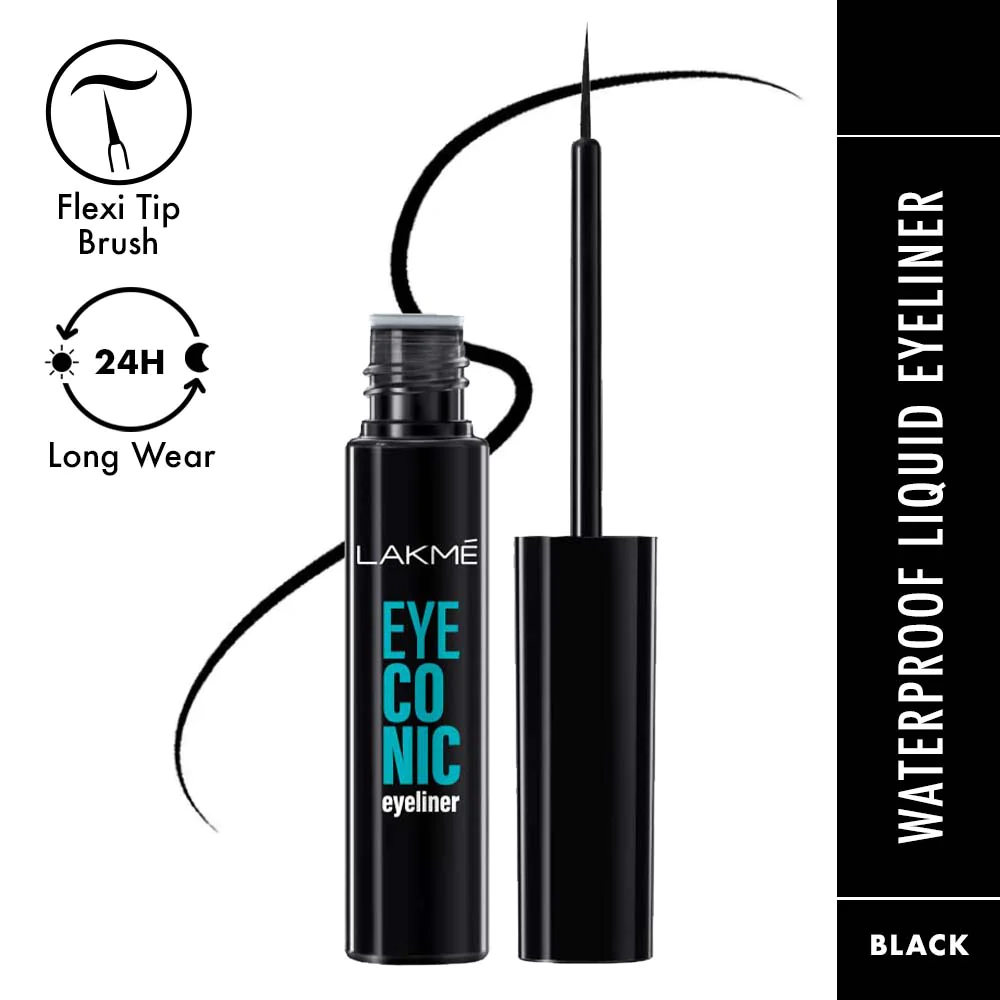 Flexi Tip
Brush
24H
Long Wear
LAKMÉ
EYE
CO
NIC
eyeliner
WATERPROOF LIQUID EYELINER
BLACK